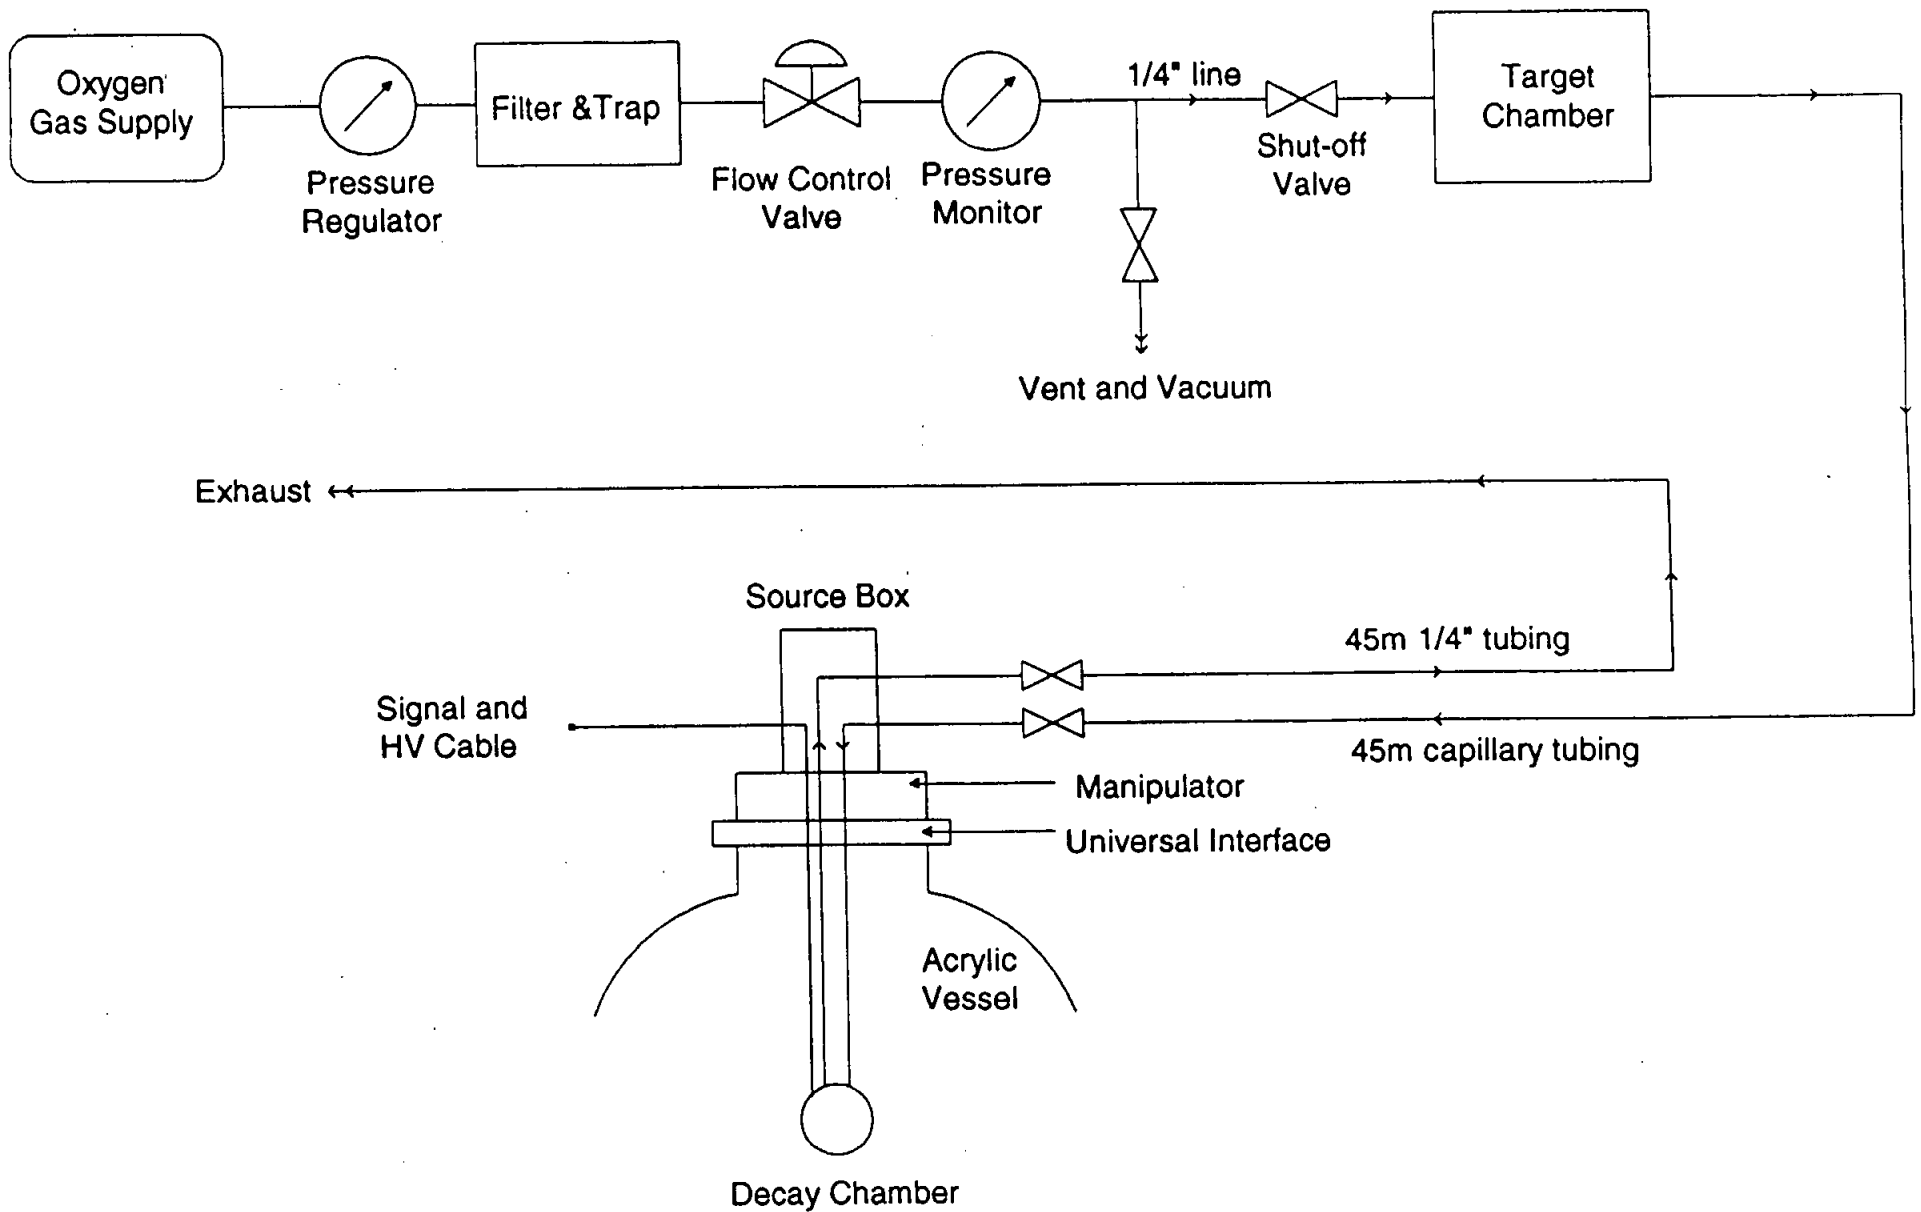 Oxygen
Gas Supply
Pressure
Regulator
Filter &Trap
Flow Control
Valve
Pressure
Monitor
1/4" line
Shut-off
Valve
Target
Chamber
Vent and Vacuum
Exhaust
Source Box
45m 1/4" tubing
Signal and
HV Cable
45m capillary tubing
Manipulator
Universal Interface
Acrylic
Vessel
Decay Chamber